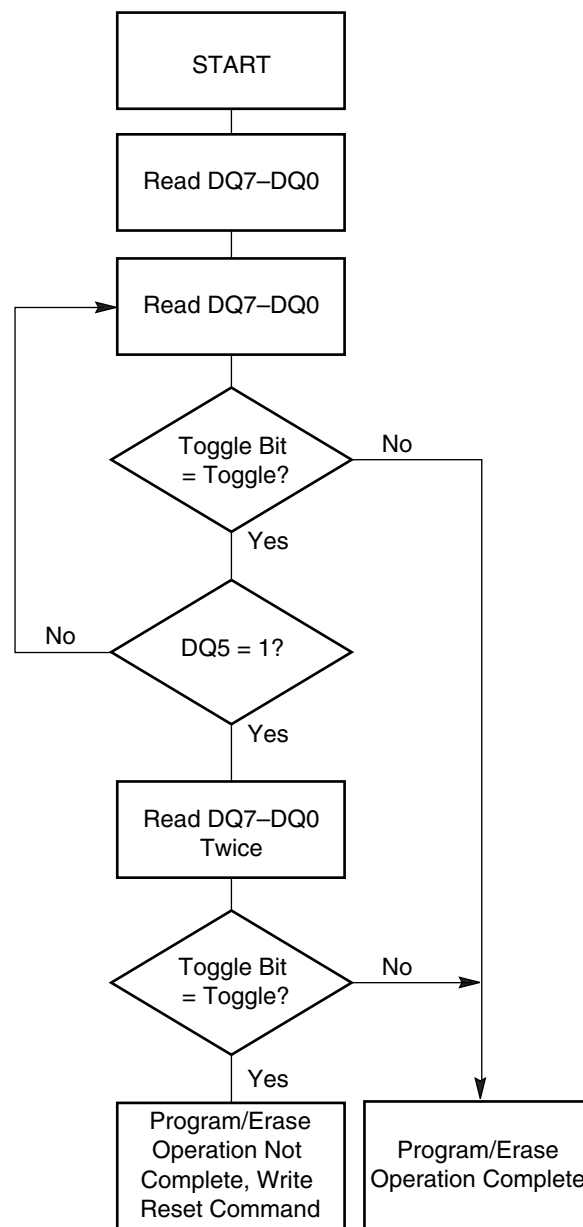 START
Read DQ7–DQ0
Read DQ7–DQ0
Toggle Bit
= Toggle?
No
Yes
No
DQ5 = 1?
Yes
Read DQ7–DQ0
Twice
Toggle Bit
= Toggle?
No
Yes
Program/Erase
Operation Not
Complete, Write
Reset Command
Program/Erase
Operation Complete